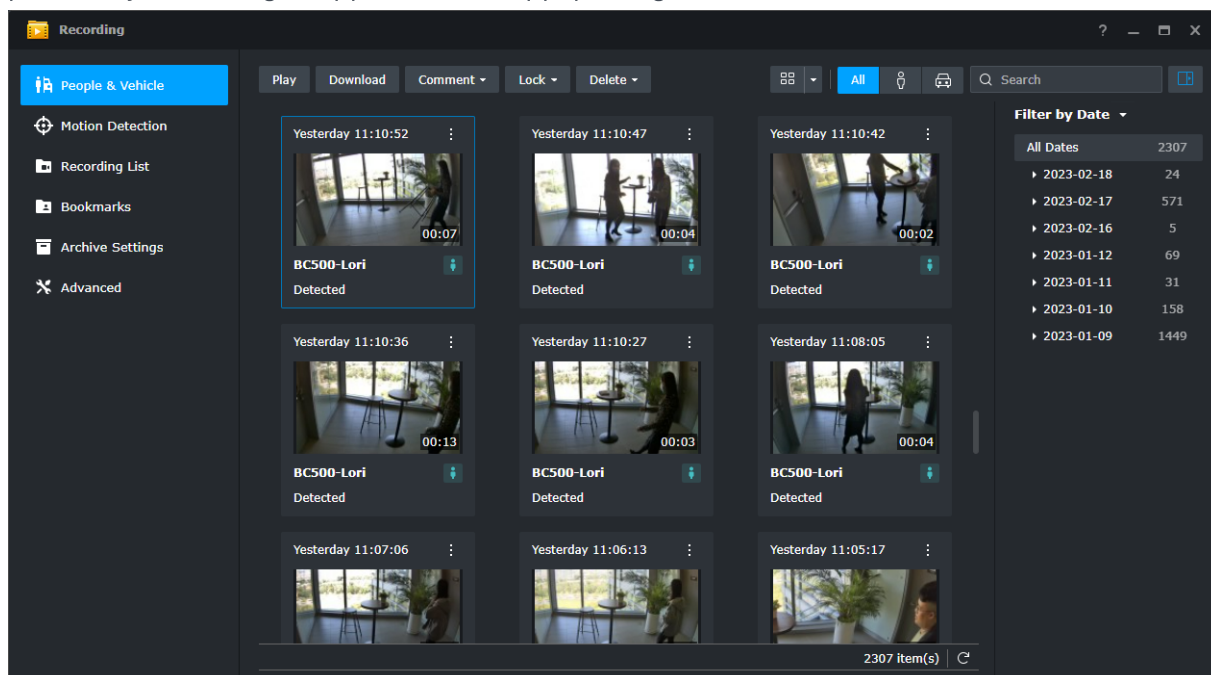 Recording
?
People & Vehicle
Motion Detection
Recording List
Bookmarks
Archive Settings
Advanced
Play Download Comment Lock Delete
All
Search
Yesterday 11:10:52
00:07
BC500-Lori
Detected
Yesterday 11:10:47
00:04
BC500-Lori
Detected
Yesterday 11:10:42
00:02
BC500-Lori
Detected
Yesterday 11:10:36
00:13
BC500-Lori
Detected
Yesterday 11:10:27
00:03
BC500-Lori
Detected
Yesterday 11:08:05
00:04
BC500-Lori
Detected
Yesterday 11:07:06
Yesterday 11:06:13
Yesterday 11:05:17
2307 item(s)
Filter by Date
All Dates 2307
2023-02-18 24
2023-02-17 571
2023-02-16 5
2023-01-12 69
2023-01-11 31
2023-01-10 158
2023-01-09 1449